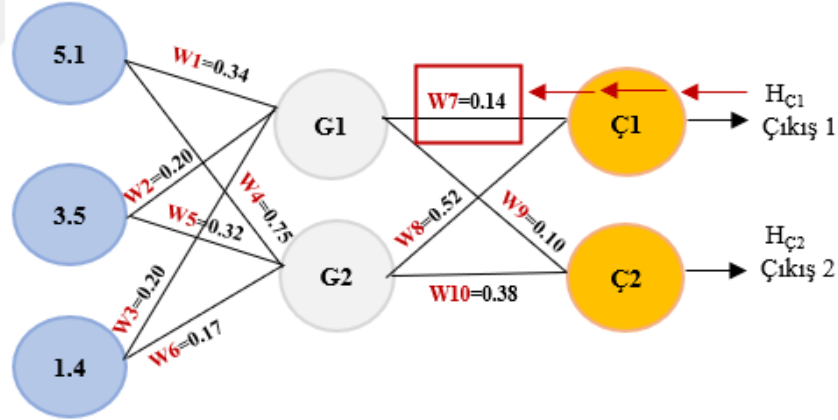 5.1
3.5
1.4
W1=0.34
W2=0.20
W3=0.20
W4=0.75
W5=0.32
W6=0.17
G1
G2
W7=0.14
W8=0.52
W9=0.10
W10=0.38
Ç1
Ç2
HÇ1
Çıkış 1
HÇ2
Çıkış 2